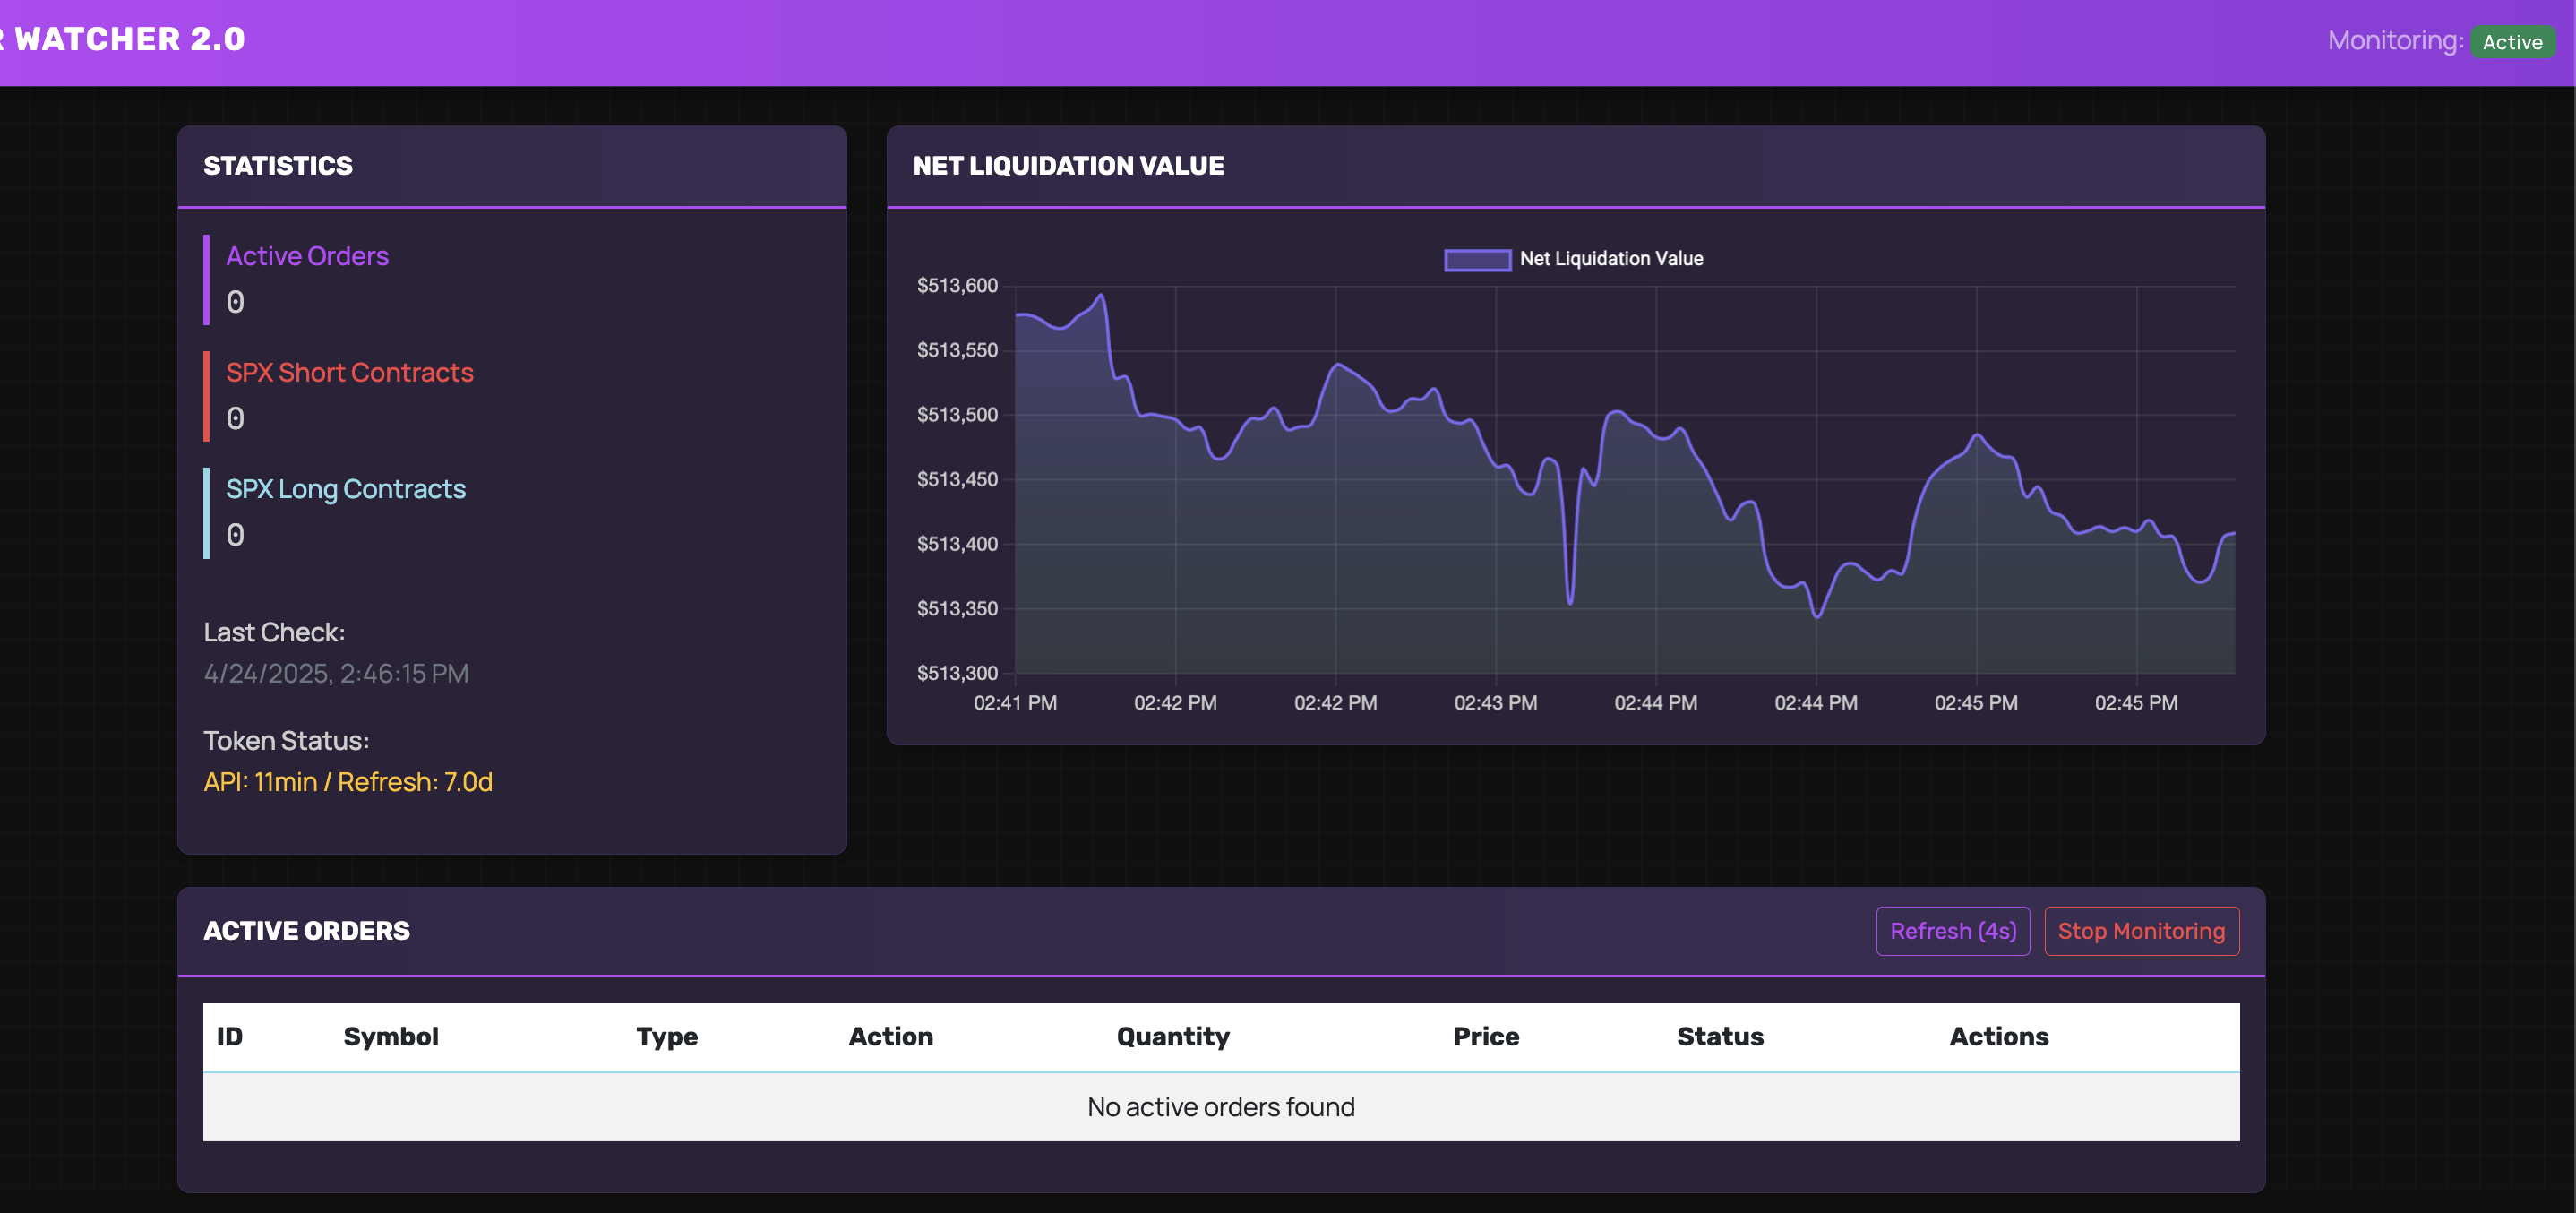 R WATCHER 2.0
Monitoring: Active
STATISTICS
Active Orders
0
SPX Short Contracts
0
SPX Long Contracts
0
Last Check:
4/24/2025, 2:46:15 PM
Token Status:
API: 11min / Refresh: 7.0d
NET LIQUIDATION VALUE
Net Liquidation Value
$513,600
$513,550
$513,500
$513,450
$513,400
$513,350
$513,300
02:41 PM 02:42 PM 02:42 PM 02:43 PM 02:44 PM 02:44 PM 02:45 PM 02:45 PM
ACTIVE ORDERS
Refresh (4s) Stop Monitoring
ID Symbol Type Action Quantity Price Status Actions
No active orders found